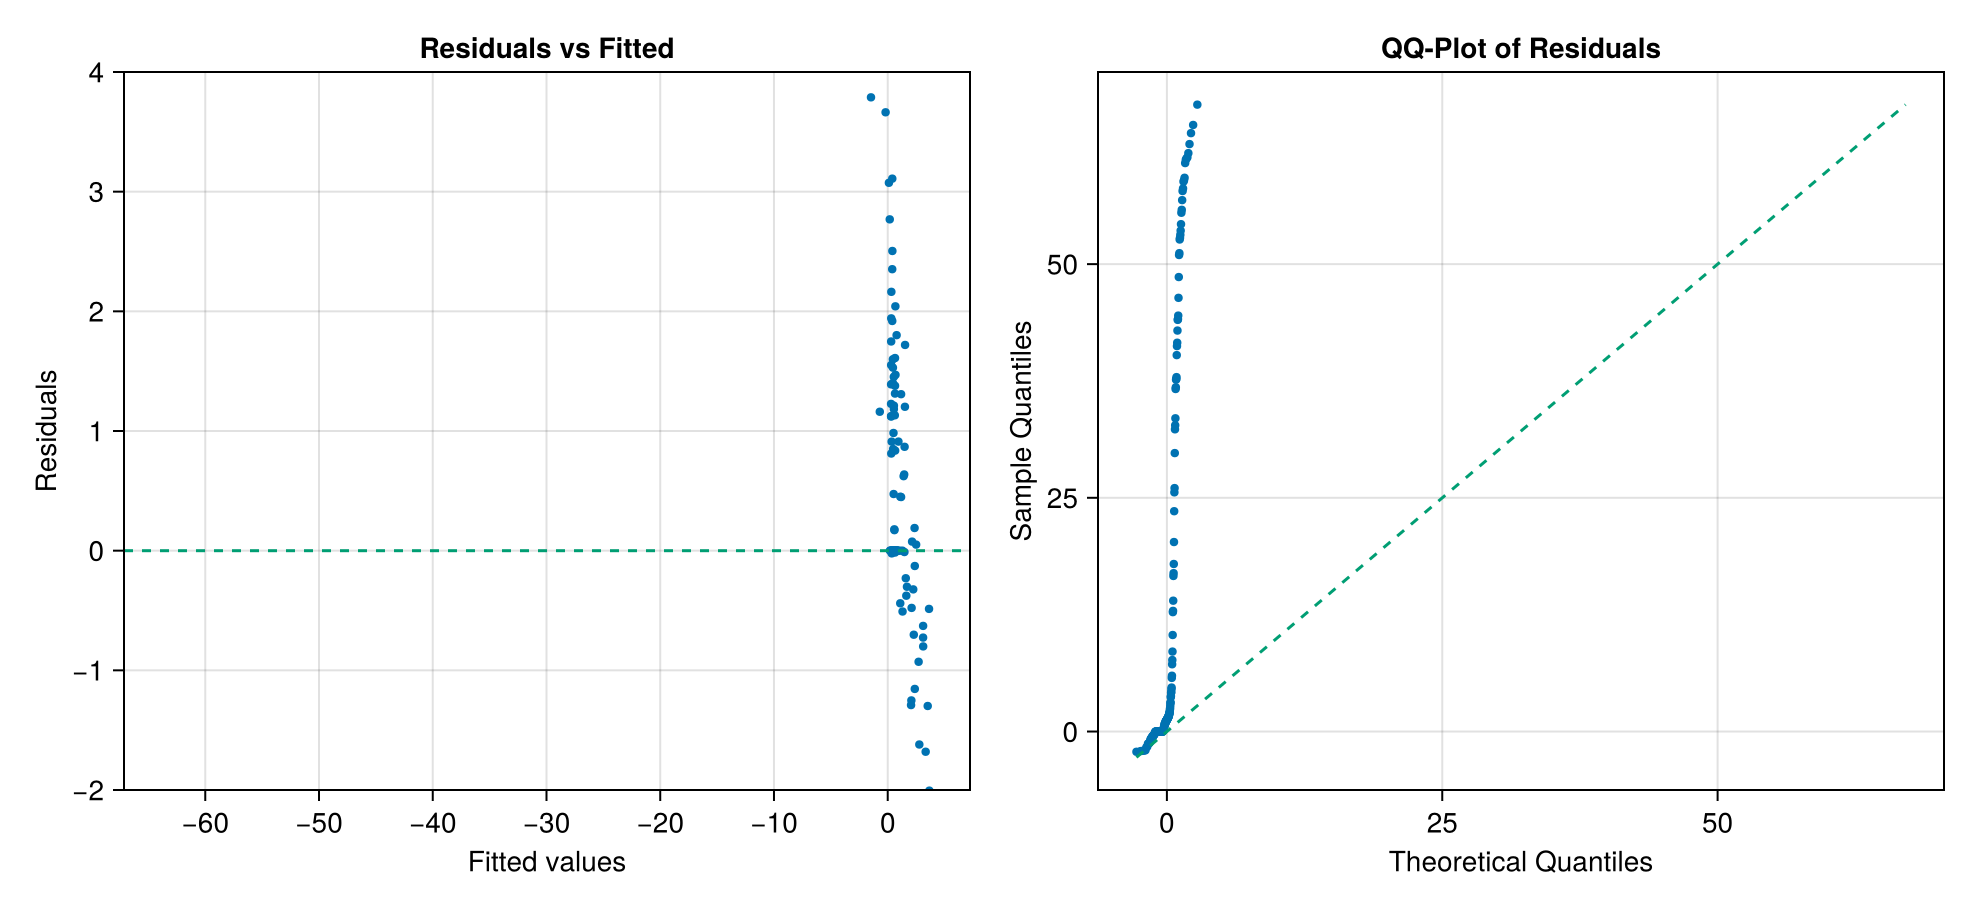 Residuals vs Fitted
4
3
2
1
0
−1
−2
Residuals
−60 −50 −40 −30 −20 −10 0
Fitted values
QQ-Plot of Residuals
50
25
0
Sample Quantiles
0 25 50
Theoretical Quantiles